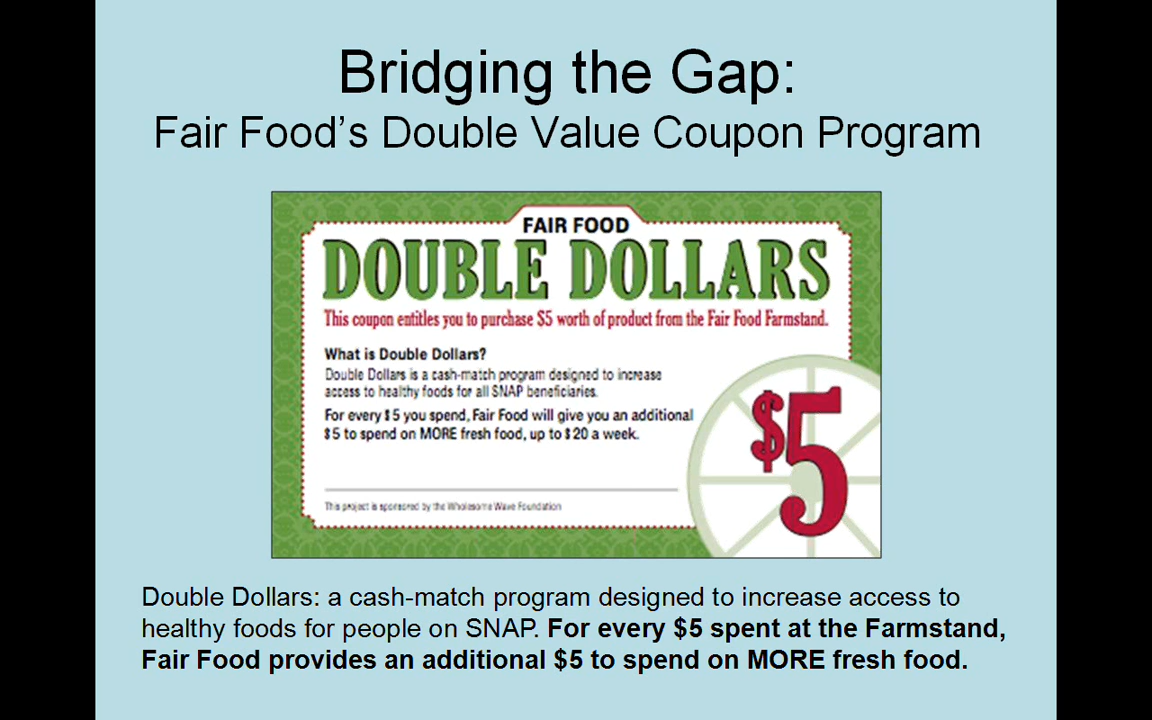 Bridging the Gap:
Fair Food’s Double Value Coupon Program
FAIR FOOD
DOUBLE DOLLARS
This coupon entitles you to purchase $5 worth of product from the Fair Food Farmstand.
What is Double Dollars?
Double Dollars is a cash-match program designed to increase
access to healthy foods for all SNAP beneficiaries.
For every $5 you spend, Fair Food will give you an additional
$5 to spend on MORE fresh food, up to $20 a week.
$5
This project is sponsored by the Wholesome Wave Foundation
Double Dollars: a cash-match program designed to increase access to
healthy foods for people on SNAP. For every $5 spent at the Farmstand,
Fair Food provides an additional $5 to spend on MORE fresh food.